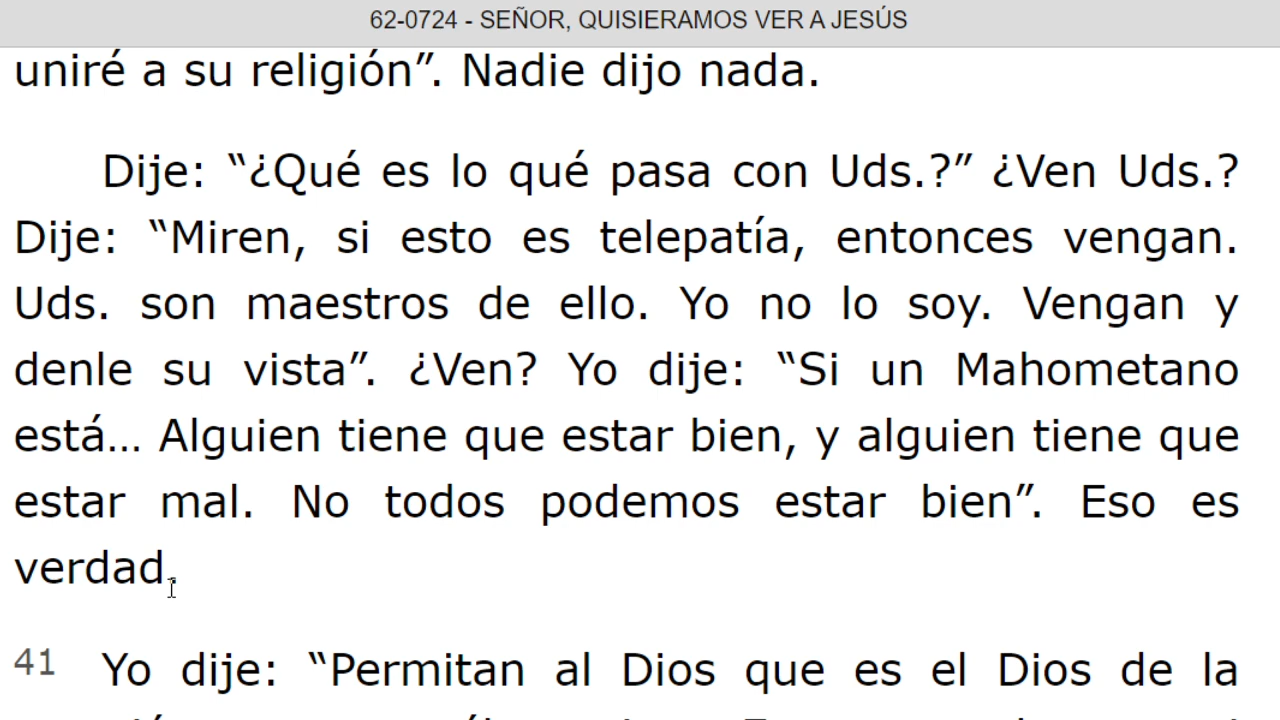 62-0724 - SEÑOR, QUISIERAMOS VER A JESÚS
uniré a su religión”. Nadie dijo nada.
Dije: “¿Qué es lo qué pasa con Uds.?” ¿Ven Uds.?
Dije: “Miren, si esto es telepatía, entonces vengan.
Uds. son maestros de ello. Yo no lo soy. Vengan y
denle su vista”. ¿Ven? Yo dije: “Si un Mahometano
está… Alguien tiene que estar bien, y alguien tiene que
estar mal. No todos podemos estar bien”. Eso es
verdad.
41 Yo dije: “Permitan al Dios que es el Dios de la